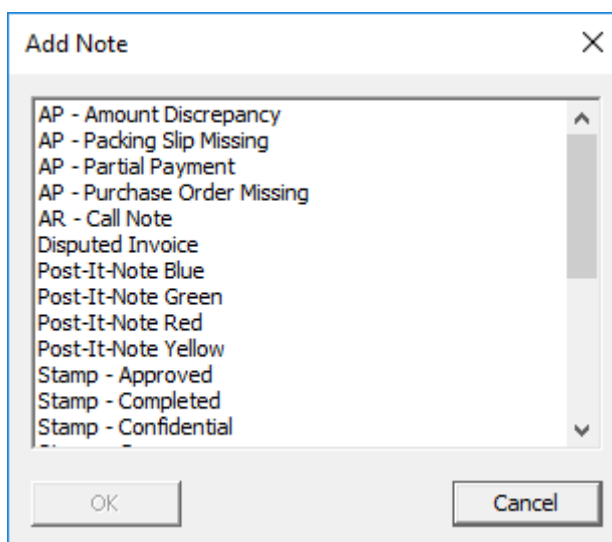 Add Note
AP - Amount Discrepancy
AP - Packing Slip Missing
AP - Partial Payment
AP - Purchase Order Missing
AR - Call Note
Disputed Invoice
Post-It-Note Blue
Post-It-Note Green
Post-It-Note Red
Post-It-Note Yellow
Stamp - Approved
Stamp - Completed
Stamp - Confidential
OK
Cancel